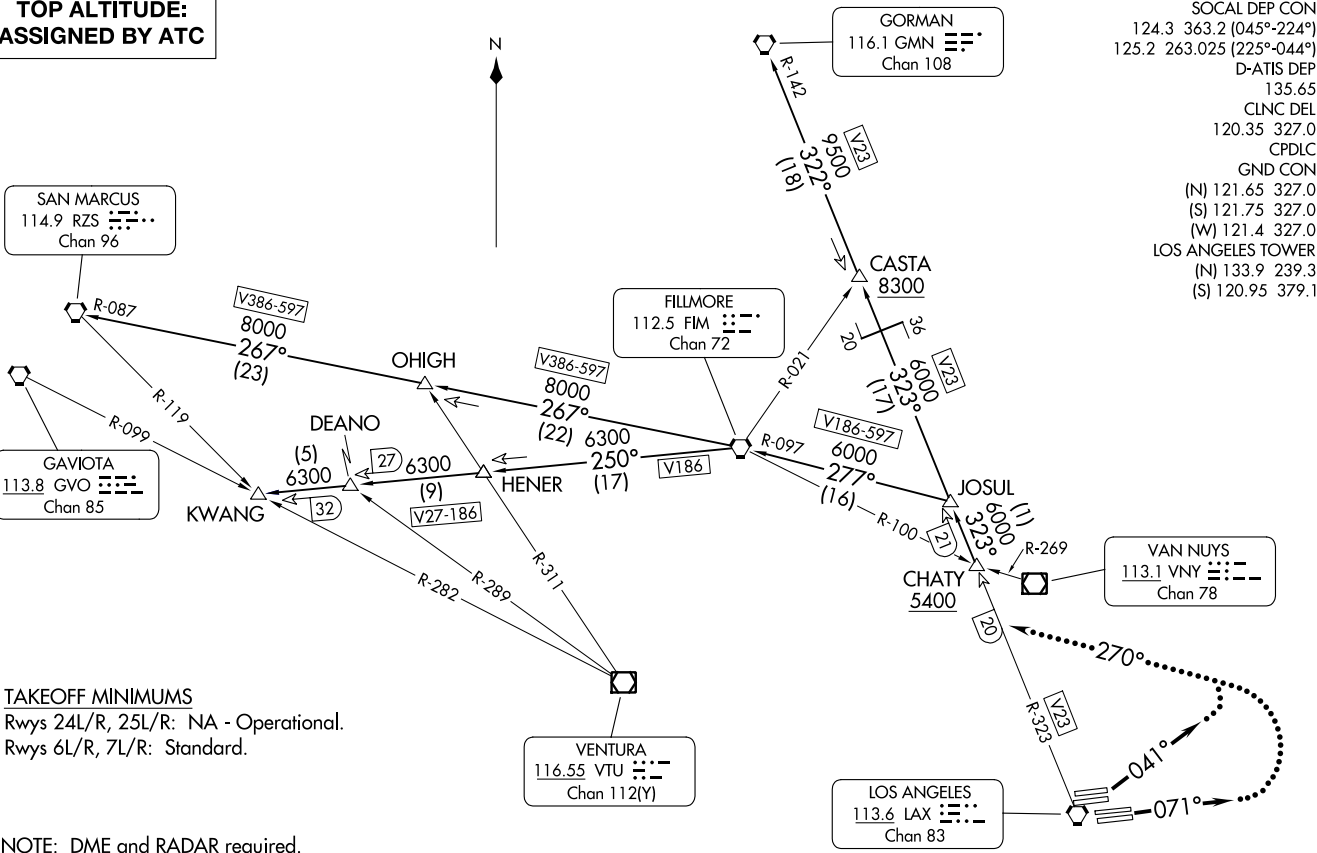 TOP ALTITUDE:
ASSIGNED BY ATC
SOCAL DEP CON
124.3 363.2 (045°-224°)
125.2 263.025 (225°-044°)
D-ATIS DEP
135.65
CLNC DEL
120.35 327.0
CPDLC
GND CON
(N) 121.65 327.0
(S) 121.75 327.0
(W) 121.4 327.0
LOS ANGELES TOWER
(N) 133.9 239.3
(S) 120.95 379.1
N
GORMAN
116.1 GMN
Chan 108
R-142
V23
9500
322°
(18)
CASTA
8300
36
20
V23
6000
323°
(17)
SAN MARCUS
114.9 RZS
Chan 96
R-087
V386-597
8000
267°
(23)
OHIGH
FILLMORE
112.5 FIM
Chan 72
R-021
V386-597
8000
267°
(22)
R-119
R-099
DEANO
GAVIOTA
113.8 GVO
Chan 85
KWANG
(5)
6300
32
27
6300
(9)
V27-186
HENER
6300
250°
(17)
V186
R-097
V186-597
6000
277°
(16)
R-100
JOSUL
(1)
6000
323°
21
R-269
VAN NUYS
113.1 VNY
Chan 78
CHATY
5400
20
R-282
R-289
R-311
270°
V23
R-323
041°
071°
TAKEOFF MINIMUMS
Rwys 24L/R, 25L/R: NA - Operational.
Rwys 6L/R, 7L/R: Standard.
VENTURA
116.55 VTU
Chan 112(Y)
LOS ANGELES
113.6 LAX
Chan 83
NOTE: DME and RADAR required.